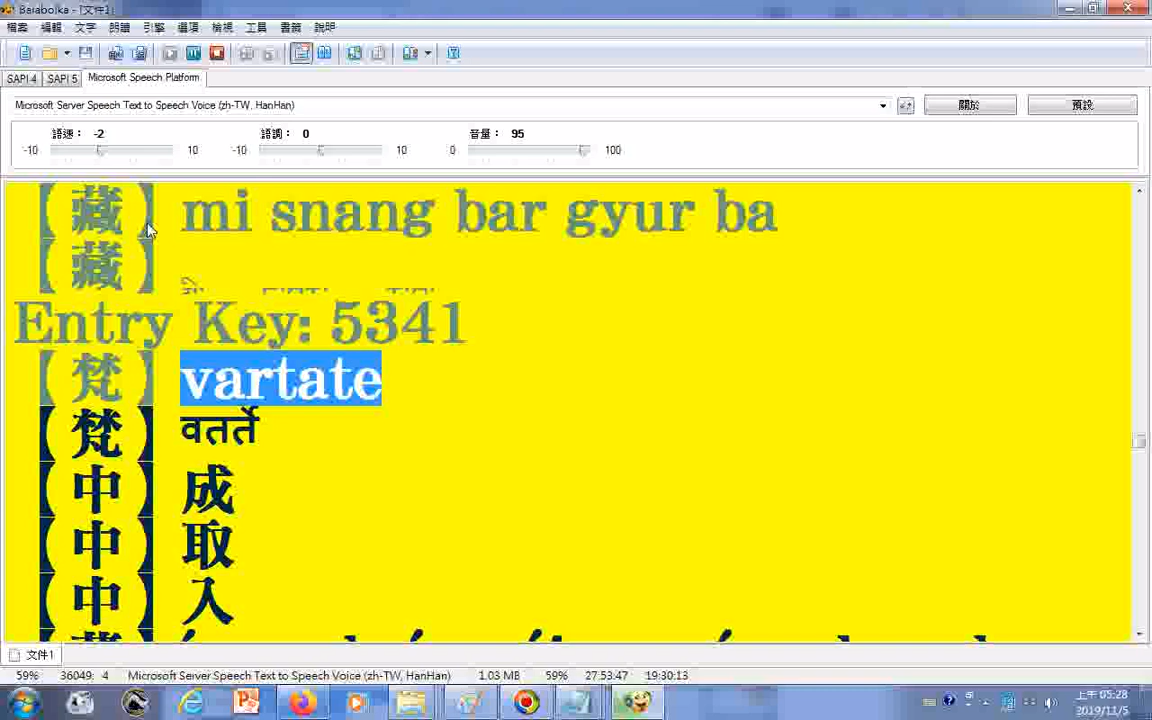 Balabolka - [文件1]
檔案 編輯 文字 朗讀 引擎 選項 檢視 工具 書籤 說明
SAPI 4 SAPI 5 Microsoft Speech Platform
Microsoft Server Speech Text to Speech Voice (zh-TW, HanHan) 關於 預設
語速： -2 語調： 0 音量： 95
-10 10 -10 10 0 100
【藏】 mi snang bar gyur ba
【藏】
Entry Key: 5341
【梵】 vartate
【梵】 वतर्ते
【中】 成
【中】 取
【中】 入
文件1
59% 36049: 4 Microsoft Server Speech Text to Speech Voice (zh-TW, HanHan) 1.03 MB 59% 27:53:47 19:30:13
上午 05:28
2019/11/5